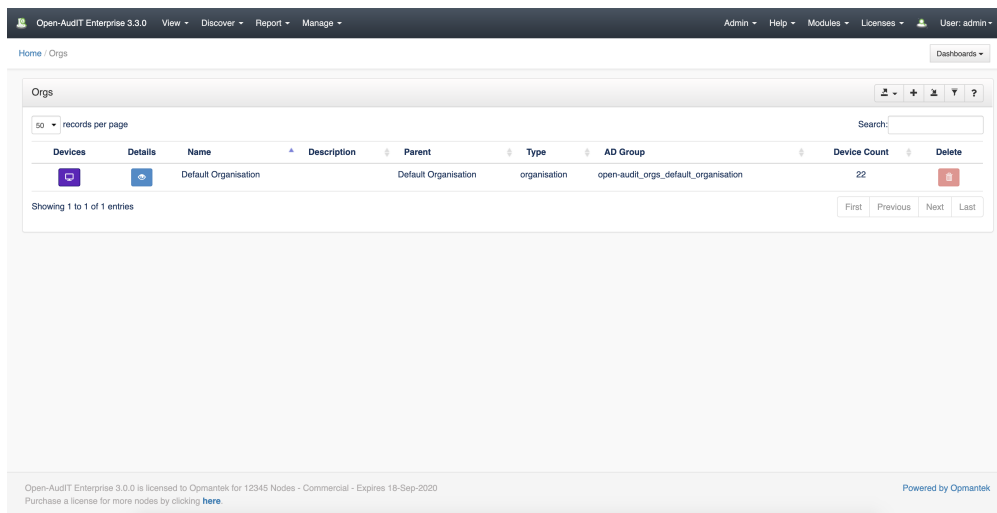 Open-AudIT Enterprise 3.3.0 View Discover Report Manage Admin Help Modules Licenses User: admin
Home / Orgs Dashboards
Orgs ?
50 records per page Search:
Devices Details Name Description Parent Type AD Group Device Count Delete
Default Organisation Default Organisation organisation open-audit_orgs_default_organisation 22
Showing 1 to 1 of 1 entries First Previous Next Last
Open-AudIT Enterprise 3.0.0 is licensed to Opmantek for 12345 Nodes - Commercial - Expires 18-Sep-2020 Powered by Opmantek
Purchase a license for more nodes by clicking here.